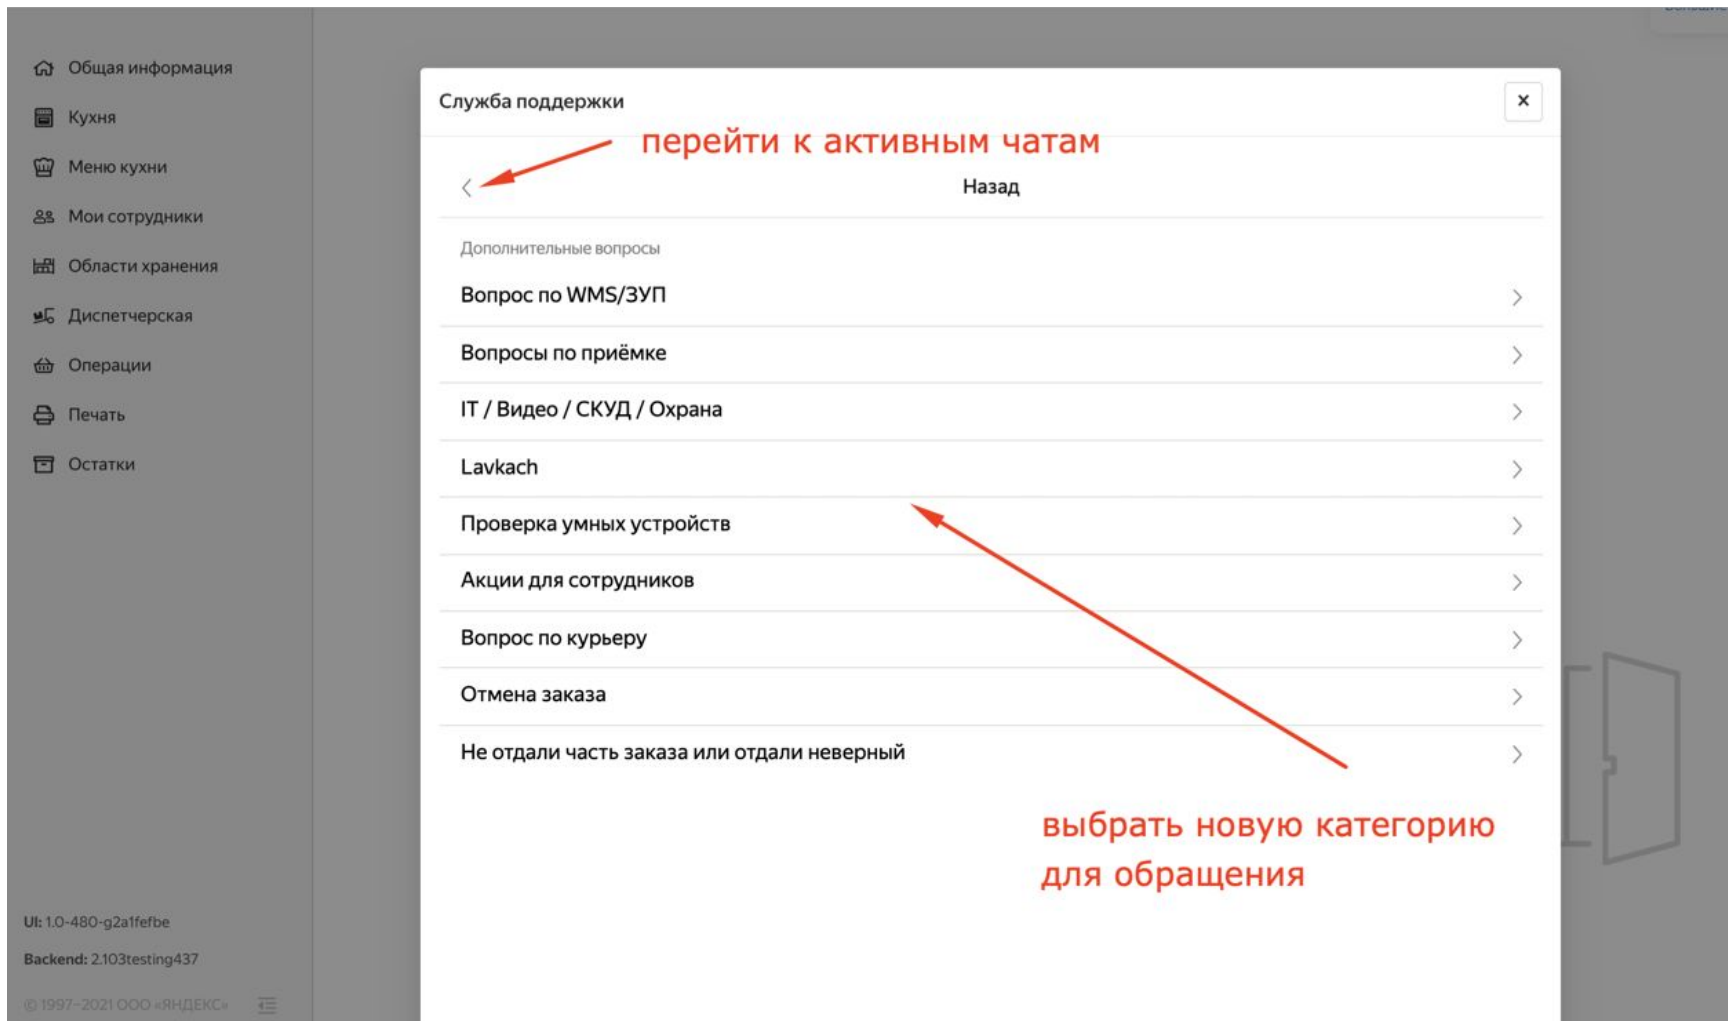 Общая информация
Кухня
Меню кухни
Мои сотрудники
Области хранения
Диспетчерская
Операции
Печать
Остатки
UI: 1.0-480-g2a1fefbe
Backend: 2.103testing437
© 1997–2021 ООО «ЯНДЕКС»
Служба поддержки
перейти к активным чатам
Назад
Дополнительные вопросы
Вопрос по WMS/ЗУП
Вопросы по приёмке
IT / Видео / СКУД / Охрана
Lavkach
Проверка умных устройств
Акции для сотрудников
Вопрос по курьеру
Отмена заказа
Не отдали часть заказа или отдали неверный
выбрать новую категорию
для обращения